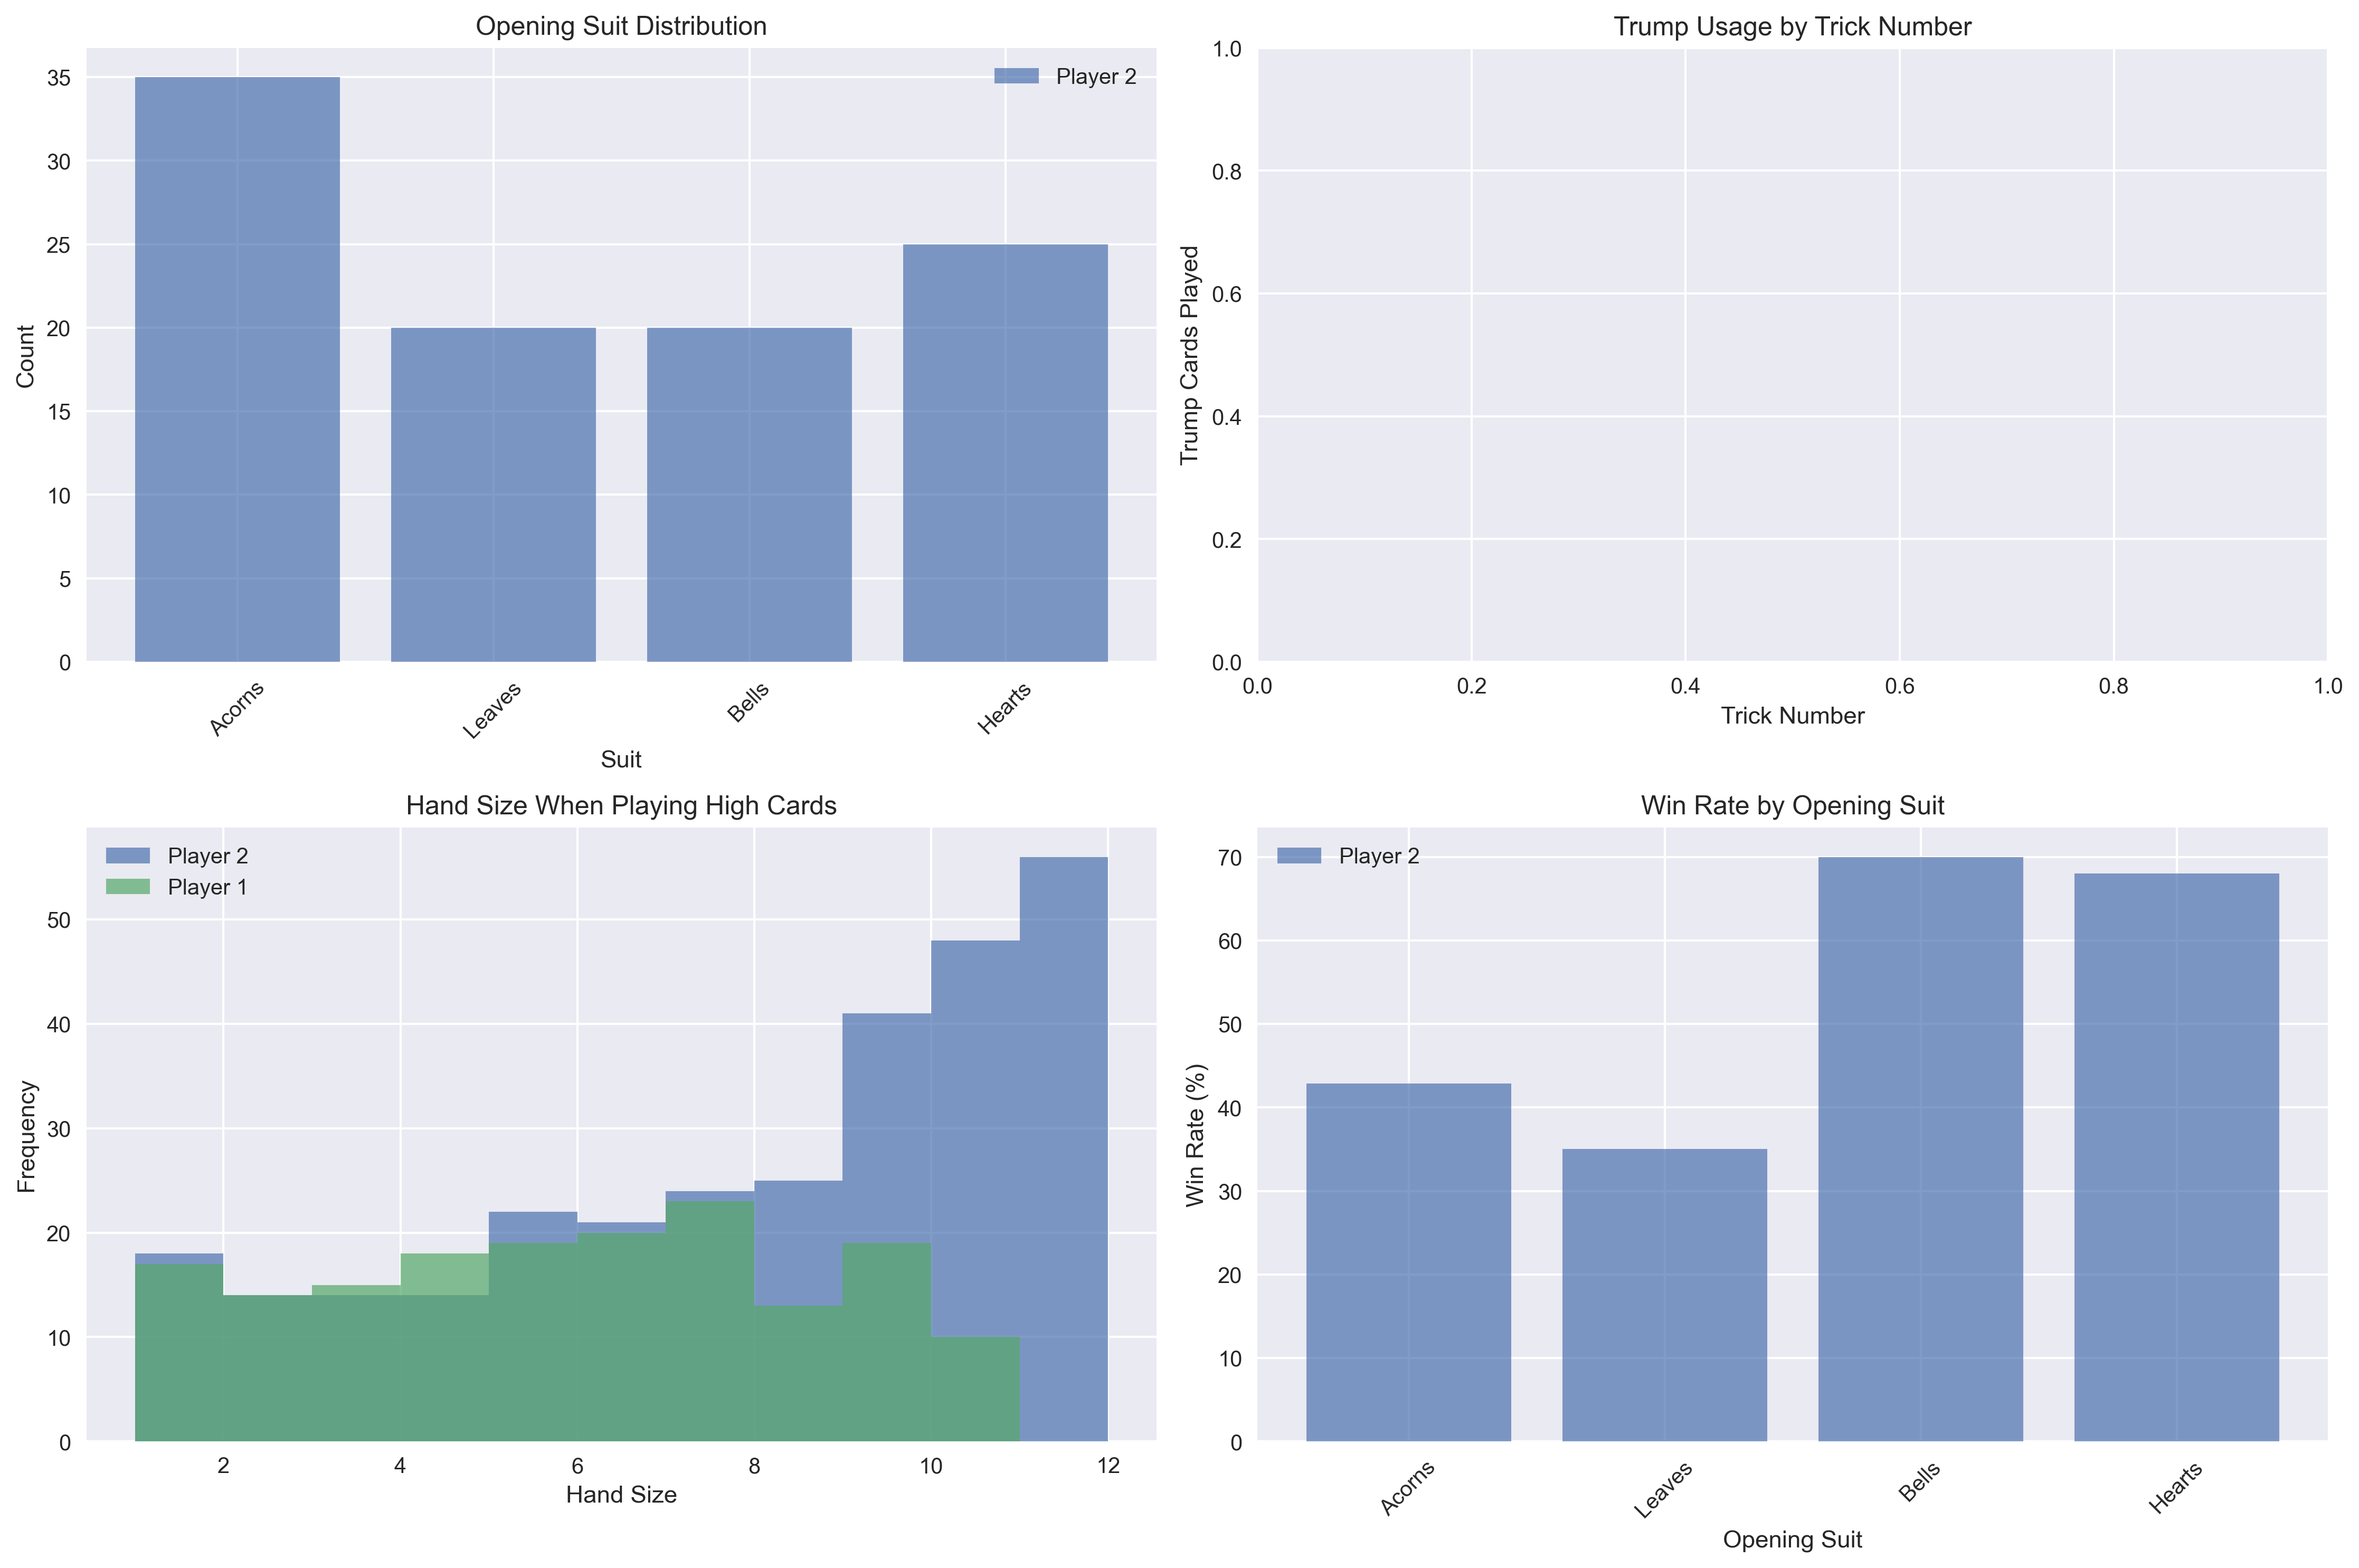 Opening Suit Distribution
Player 2
35
30
25
20
15
10
5
0
Count
Acorns
Leaves
Bells
Hearts
Suit
Trump Usage by Trick Number
1.0
0.8
0.6
0.4
0.2
0.0
Trump Cards Played
0.0 0.2 0.4 0.6 0.8 1.0
Trick Number
Hand Size When Playing High Cards
Player 2
Player 1
50
40
30
20
10
0
Frequency
2 4 6 8 10 12
Hand Size
Win Rate by Opening Suit
Player 2
70
60
50
40
30
20
10
0
Win Rate (%)
Acorns
Leaves
Bells
Hearts
Opening Suit